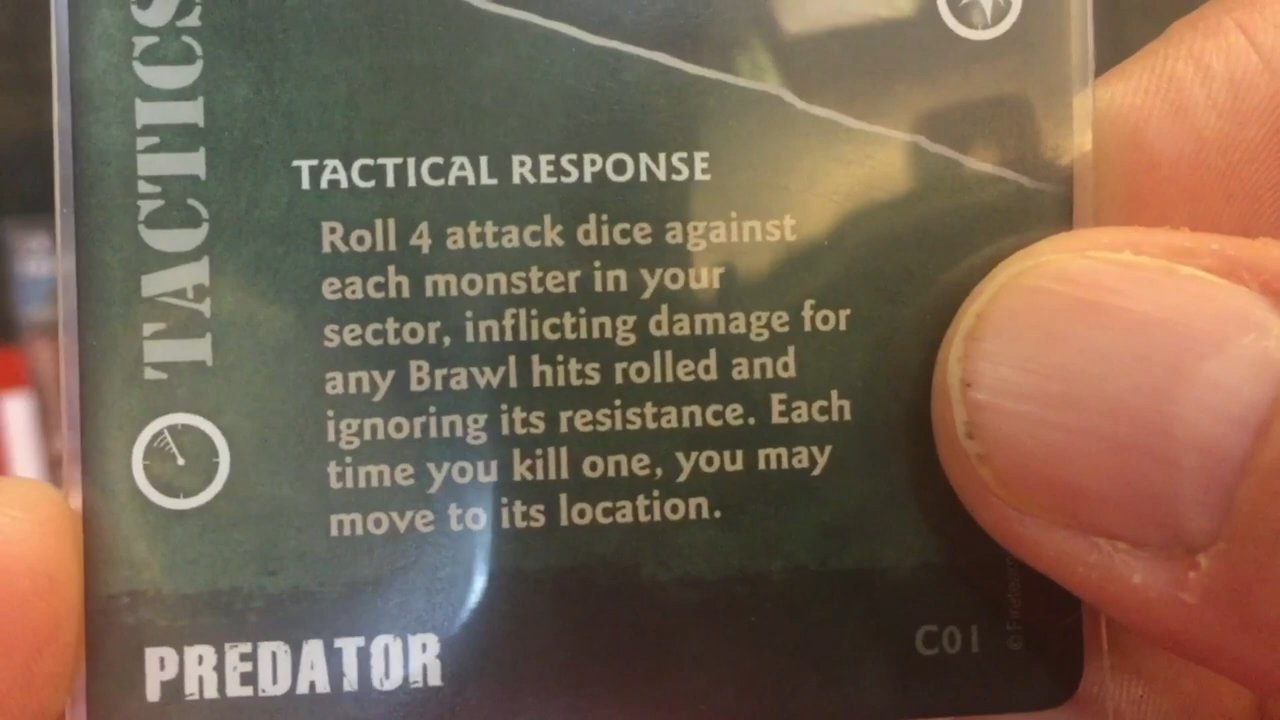 TACTICS
TACTICAL RESPONSE
Roll 4 attack dice against
each monster in your
sector, inflicting damage for
any Brawl hits rolled and
ignoring its resistance. Each
time you kill one, you may
move to its location.
PREDATOR
C01